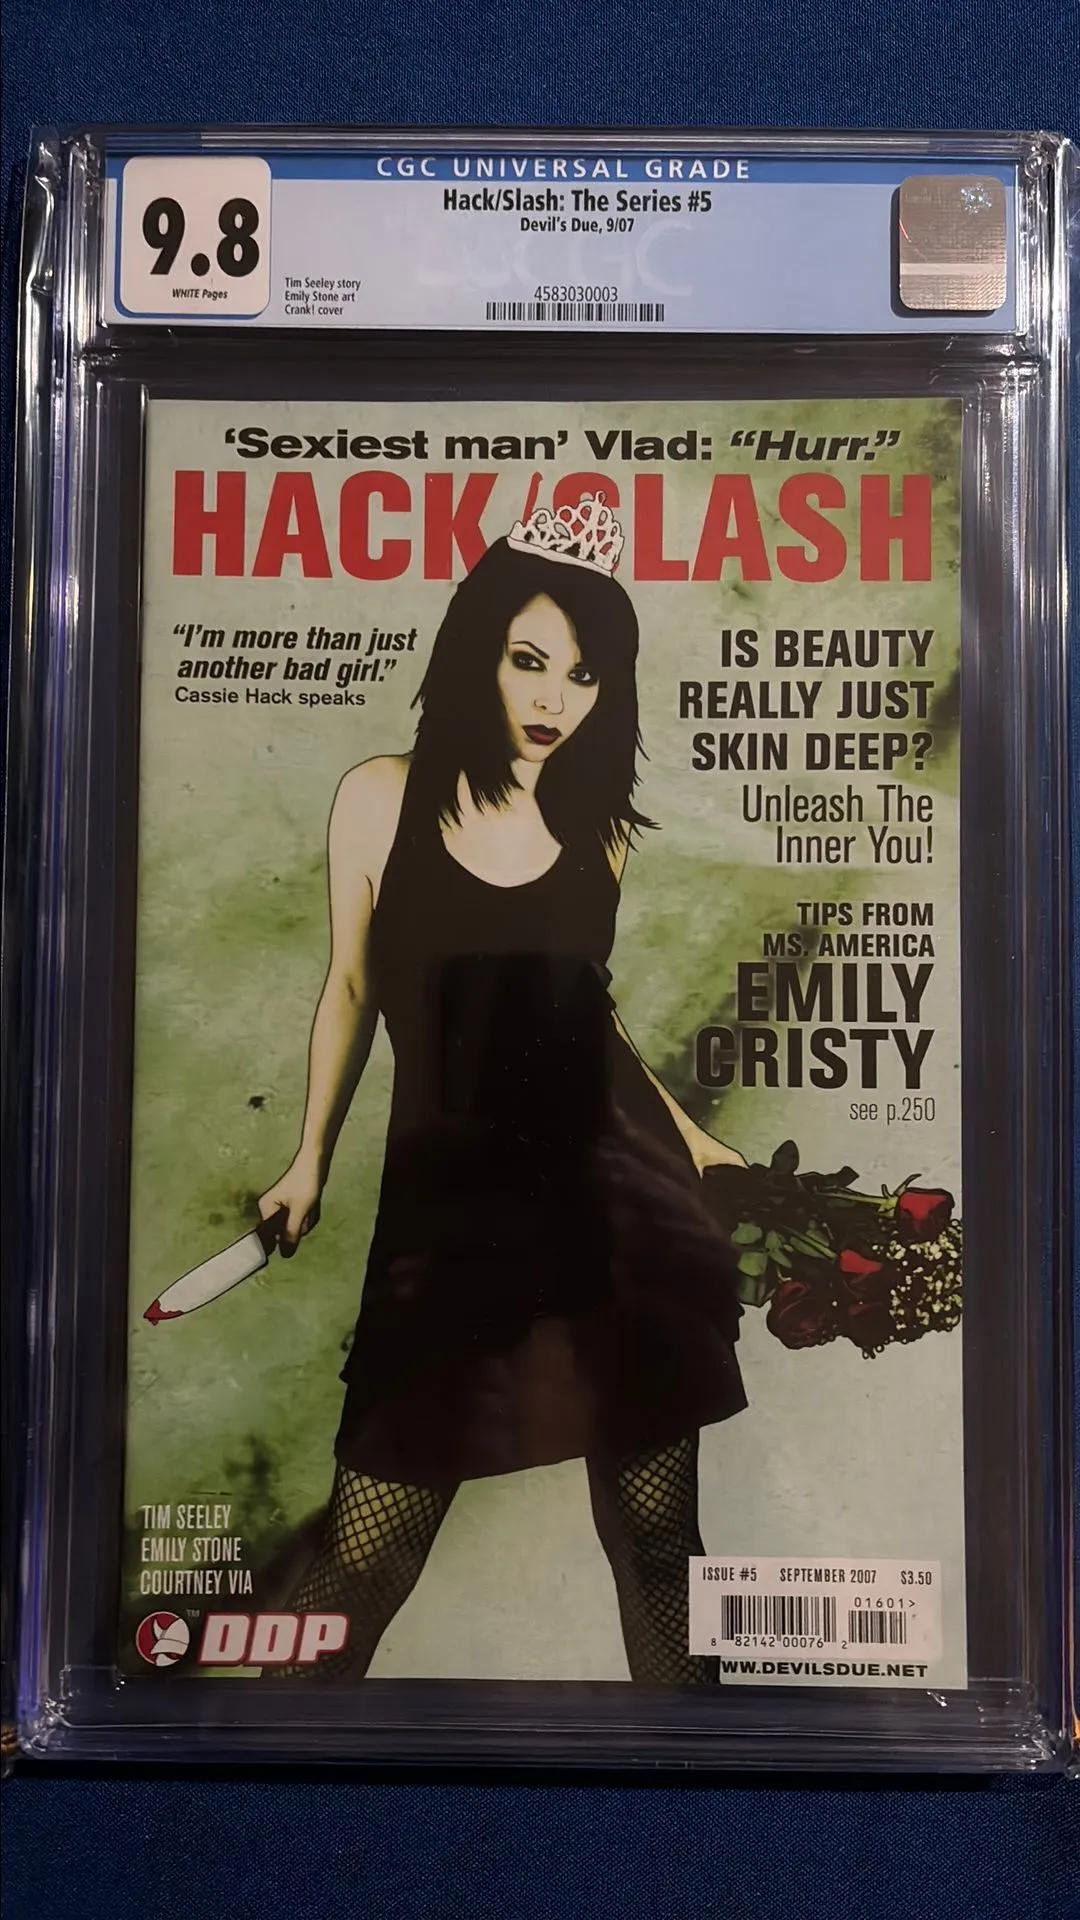 CGC UNIVERSAL GRADE
9.8
WHITE Pages
Hack/Slash: The Series #5
Devil's Due, 9/07
Tim Seeley story
Emily Stone art
Crank! cover
4583030003
CGC
'Sexiest man' Vlad: "Hurr."
HACK/SLASH
TM
"I'm more than just
another bad girl."
Cassie Hack speaks
IS BEAUTY
REALLY JUST
SKIN DEEP?
Unleash The
Inner You!
TIPS FROM
MS. AMERICA
EMILY
CRISTY
see p.250
TIM SEELEY
EMILY STONE
COURTNEY VIA
TM
DDP
ISSUE #5 SEPTEMBER 2007 $3.50
01601>
8 82142 00076 2
WW.DEVILSDUE.NET